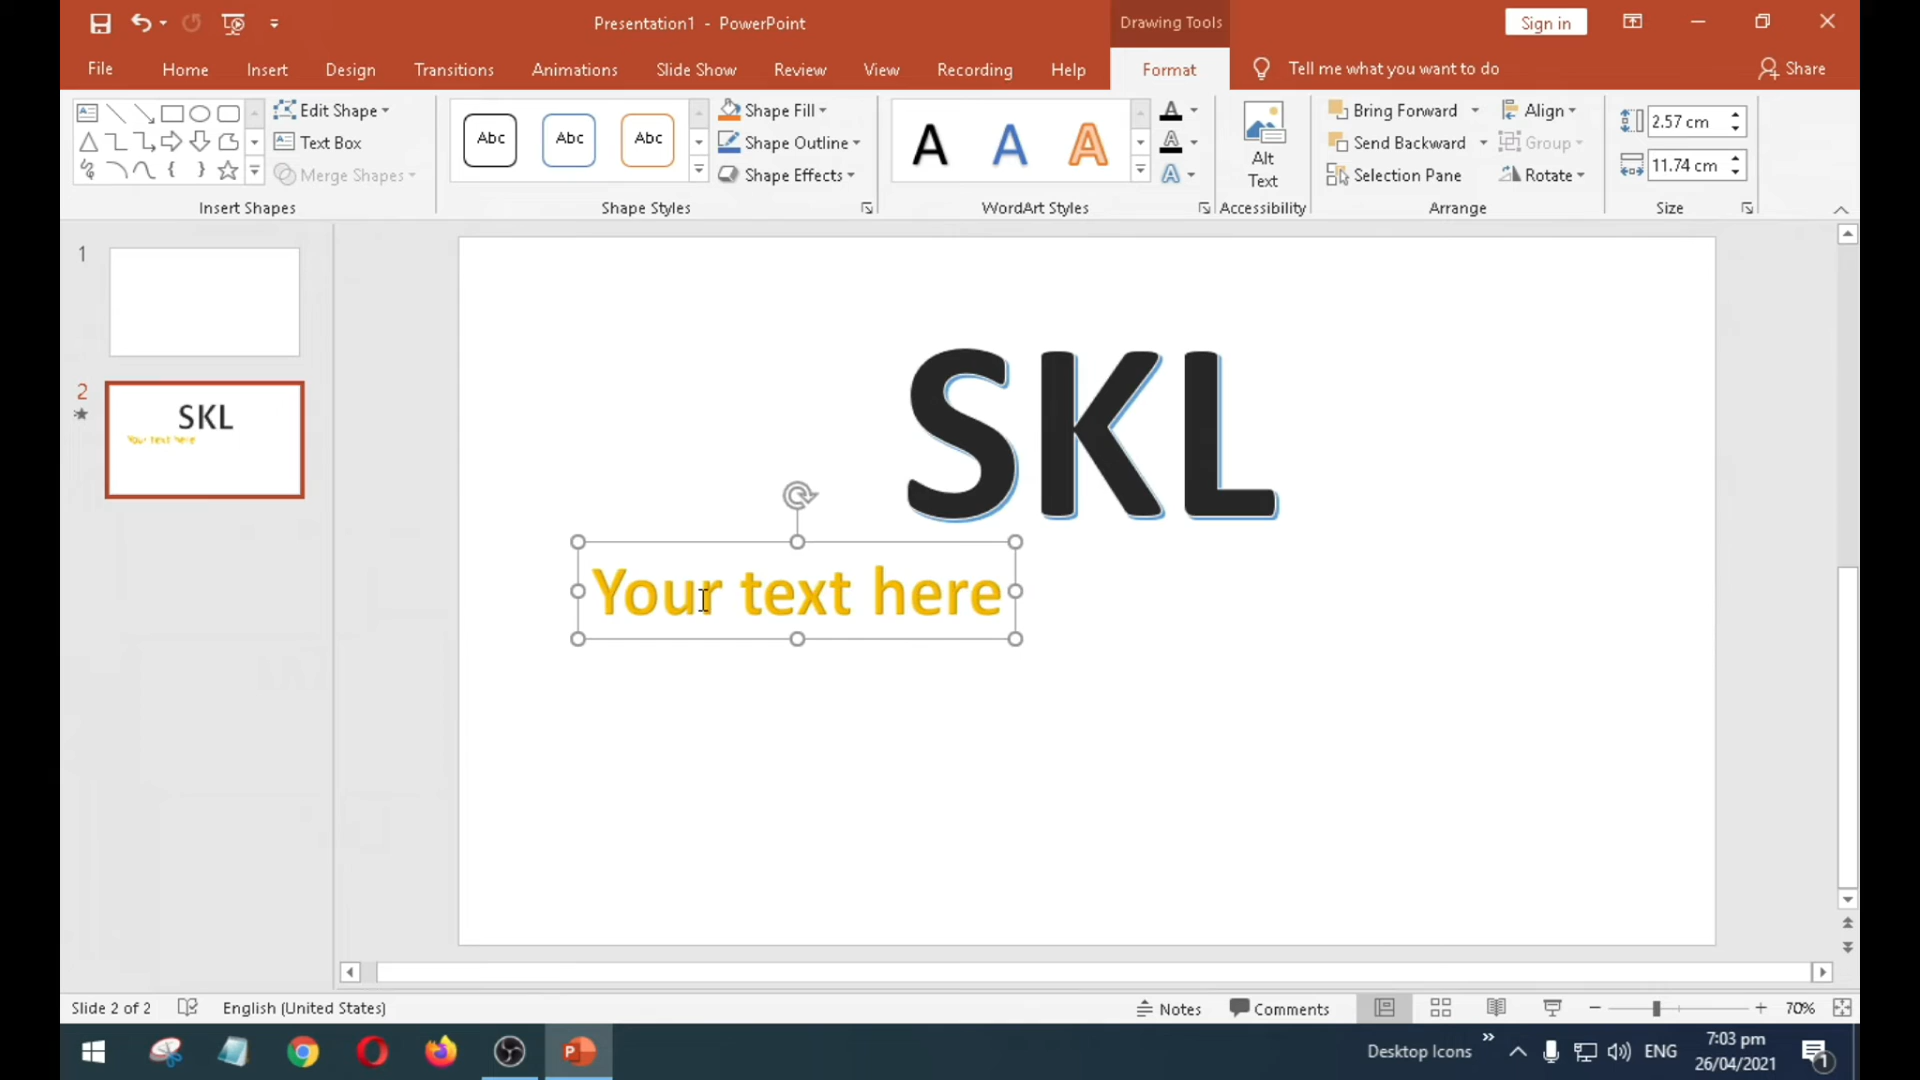 Presentation1 - PowerPoint
Drawing Tools
Sign in
File Home Insert Design Transitions Animations Slide Show Review View Recording Help Format Tell me what you want to do Share
Edit Shape
Text Box
Merge Shapes
Insert Shapes
Abc Abc Abc
Shape Fill
Shape Outline
Shape Effects
Shape Styles
A A A
A
A
A
WordArt Styles
Alt
Text
Accessibility
Bring Forward
Send Backward
Selection Pane
Align
Group
Rotate
Arrange
2.57 cm
11.74 cm
Size
1
2
SKL
Your text here
SKL
Your text here
Slide 2 of 2 English (United States) Notes Comments 70%
Desktop Icons » ENG
7:03 pm
26/04/2021
1